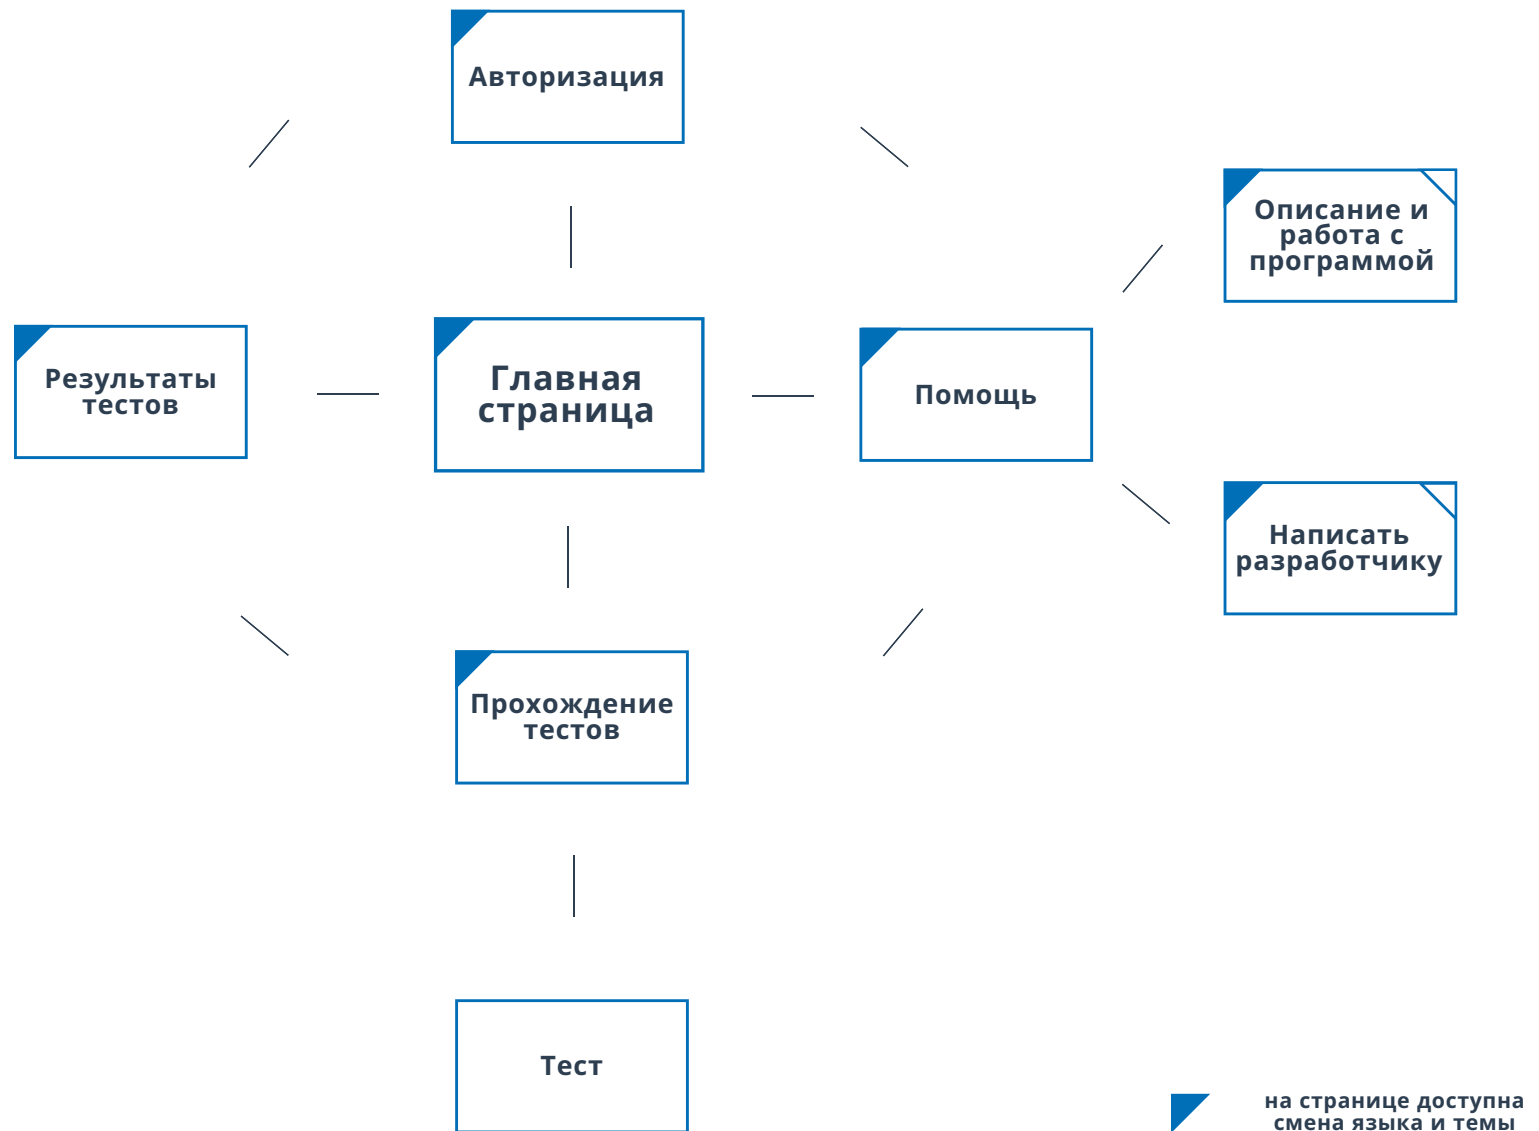 Авторизация
Описание и
работа с
программой
Результаты
тестов
Главная
страница
Помощь
Написать
разработчику
Прохождение
тестов
Тест
на странице доступна
смена языка и темы